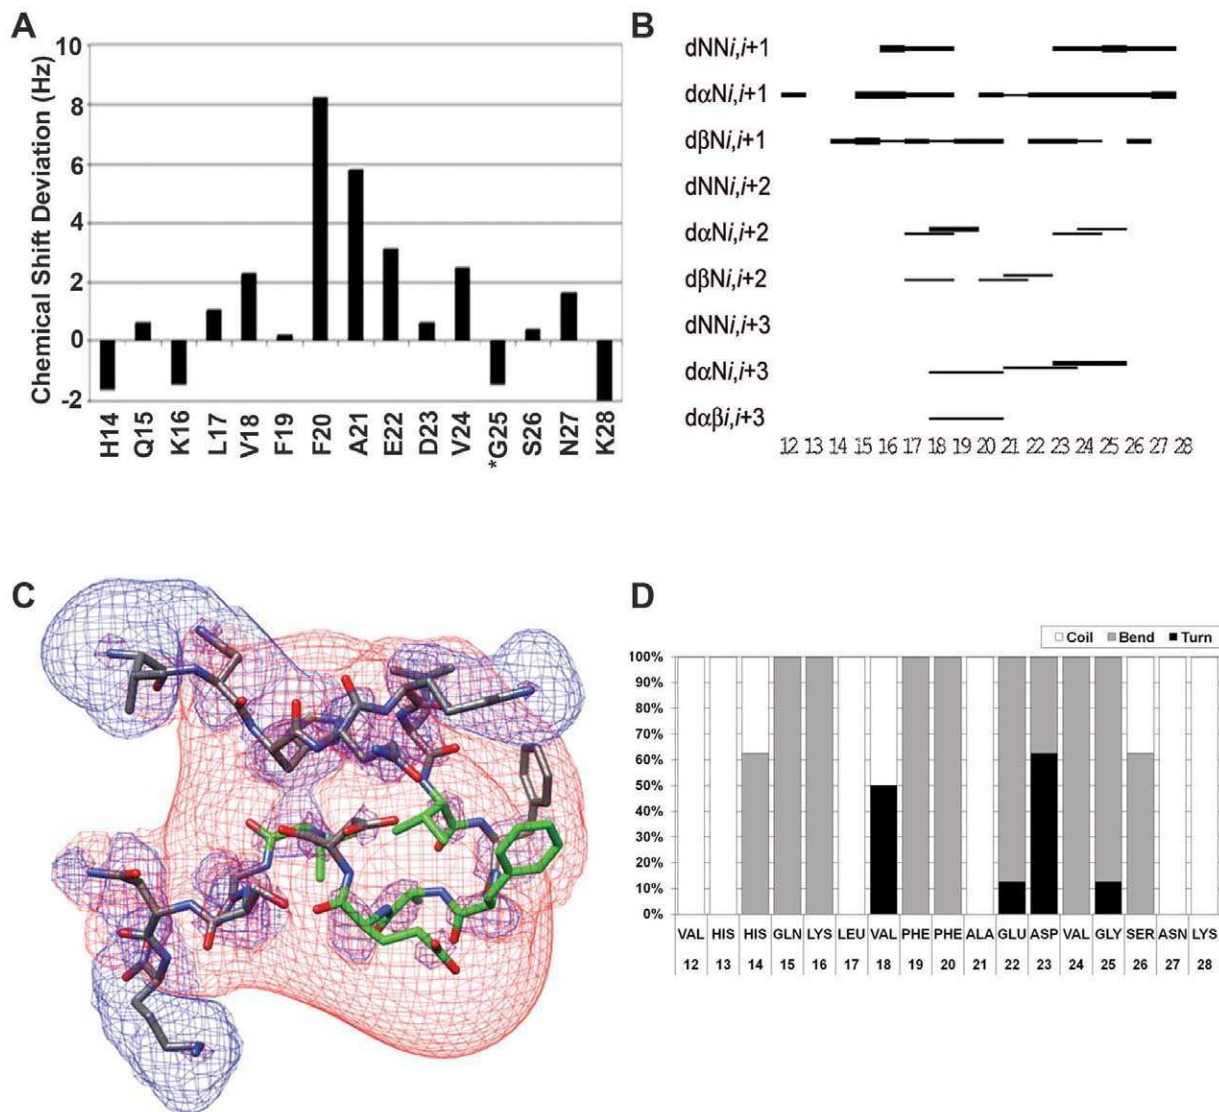 A
Chemical Shift Deviation (Hz)
10
8
6
4
2
0
-2
H14 Q15 K16 L17 V18 F19 F20 A21 E22 D23 V24 *G25 S26 N27 K28
B
dNNi,i+1
dαNi,i+1
dβNi,i+1
dNNi,i+2
dαNi,i+2
dβNi,i+2
dNNi,i+3
dαNi,i+3
dαβi,i+3
12 13 14 15 16 17 18 19 20 21 22 23 24 25 26 27 28
C
D
Coil Bend Turn
100%
90%
80%
70%
60%
50%
40%
30%
20%
10%
0%
VAL HIS HIS GLN LYS LEU VAL PHE PHE ALA GLU ASP VAL GLY SER ASN LYS
12 13 14 15 16 17 18 19 20 21 22 23 24 25 26 27 28